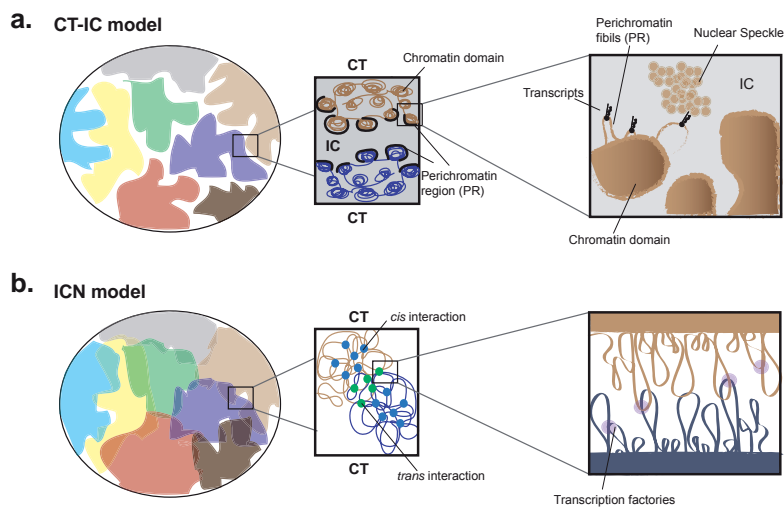 a.
CT-IC model
CT
Chromatin domain
IC
Perichromatin
region (PR)
CT
Perichromatin
fibils (PR)
Nuclear Speckle
IC
Transcripts
Chromatin domain
b.
ICN model
CT
cis interaction
trans interaction
CT
Transcription factories